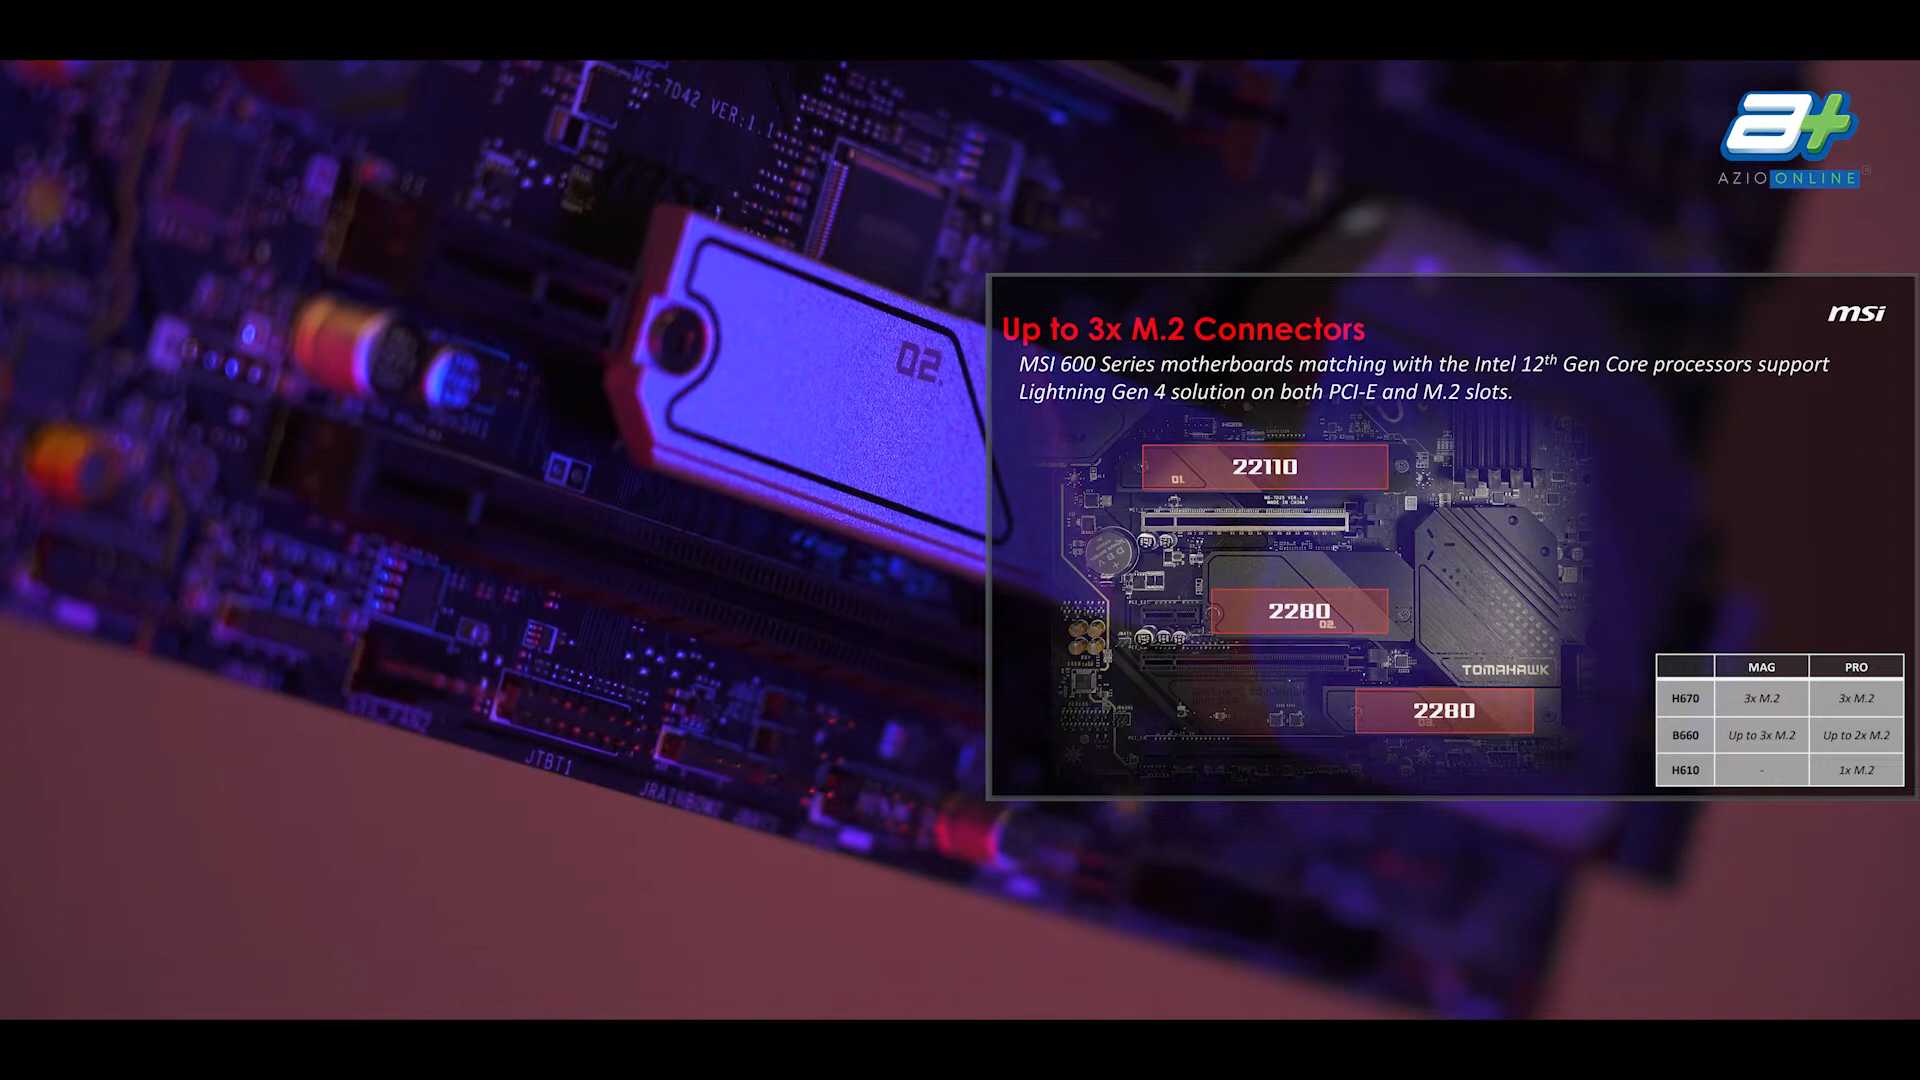 MS-7D42 VER:1.1
a+
AZIO ONLINE
02.
msi
Up to 3x M.2 Connectors
MSI 600 Series motherboards matching with the Intel 12th Gen Core processors support
Lightning Gen 4 solution on both PCI-E and M.2 slots.
22110
01.
2280
02.
TOMAHAWK
2280
03.
MAG PRO
H670 3x M.2 3x M.2
B660 Up to 3x M.2 Up to 2x M.2
H610 - 1x M.2
JTBT1
JRAINBOW2